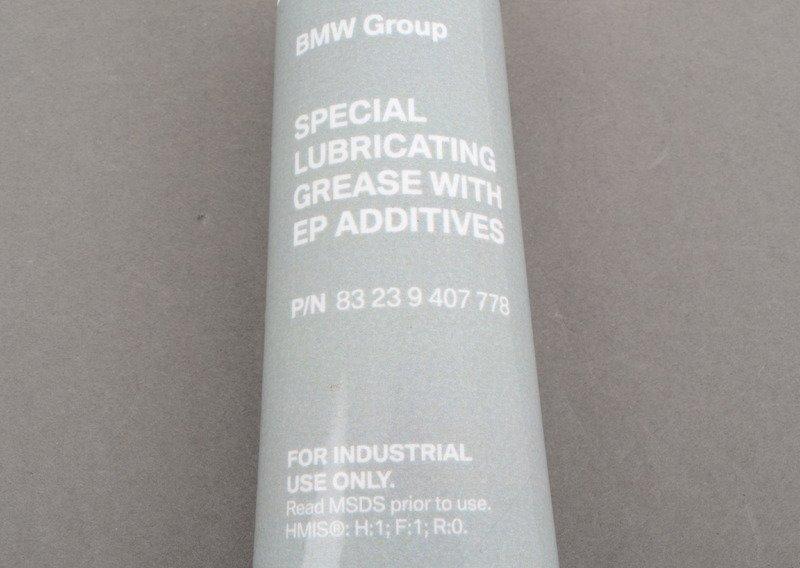 BMW Group
SPECIAL
LUBRICATING
GREASE WITH
EP ADDITIVES
P/N 83 23 9 407 778
FOR INDUSTRIAL
USE ONLY.
Read MSDS prior to use.
HMIS®: H:1; F:1; R:0.